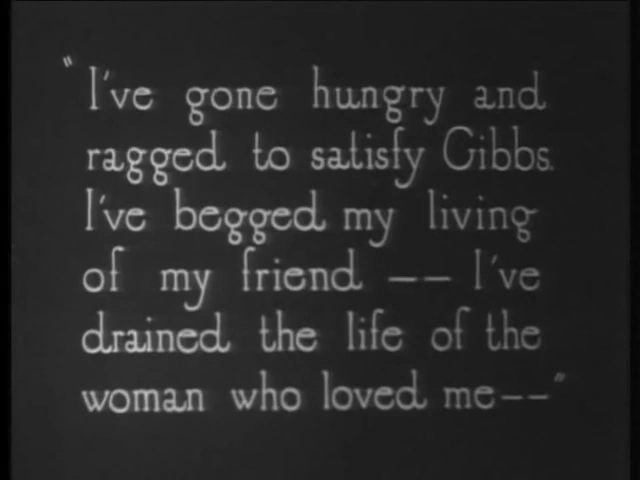 "I've gone hungry and
ragged to satisfy Gibbs.
I've begged my living
of my friend -- I've
drained the life of the
woman who loved me--"